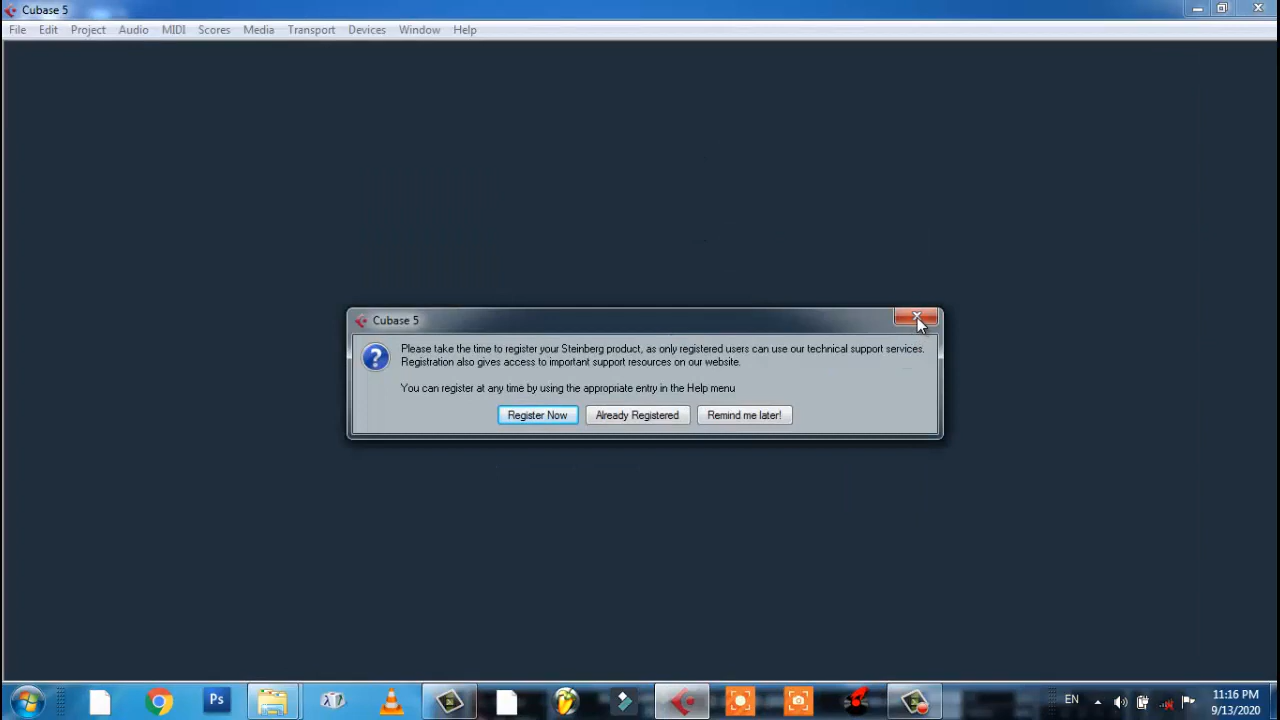 Cubase 5
File Edit Project Audio MIDI Scores Media Transport Devices Window Help
Cubase 5
Please take the time to register your Steinberg product, as only registered users can use our technical support services.
Registration also gives access to important support resources on our website.
You can register at any time by using the appropriate entry in the Help menu
Register Now Already Registered Remind me later!
Ps
EN
11:16 PM
9/13/2020